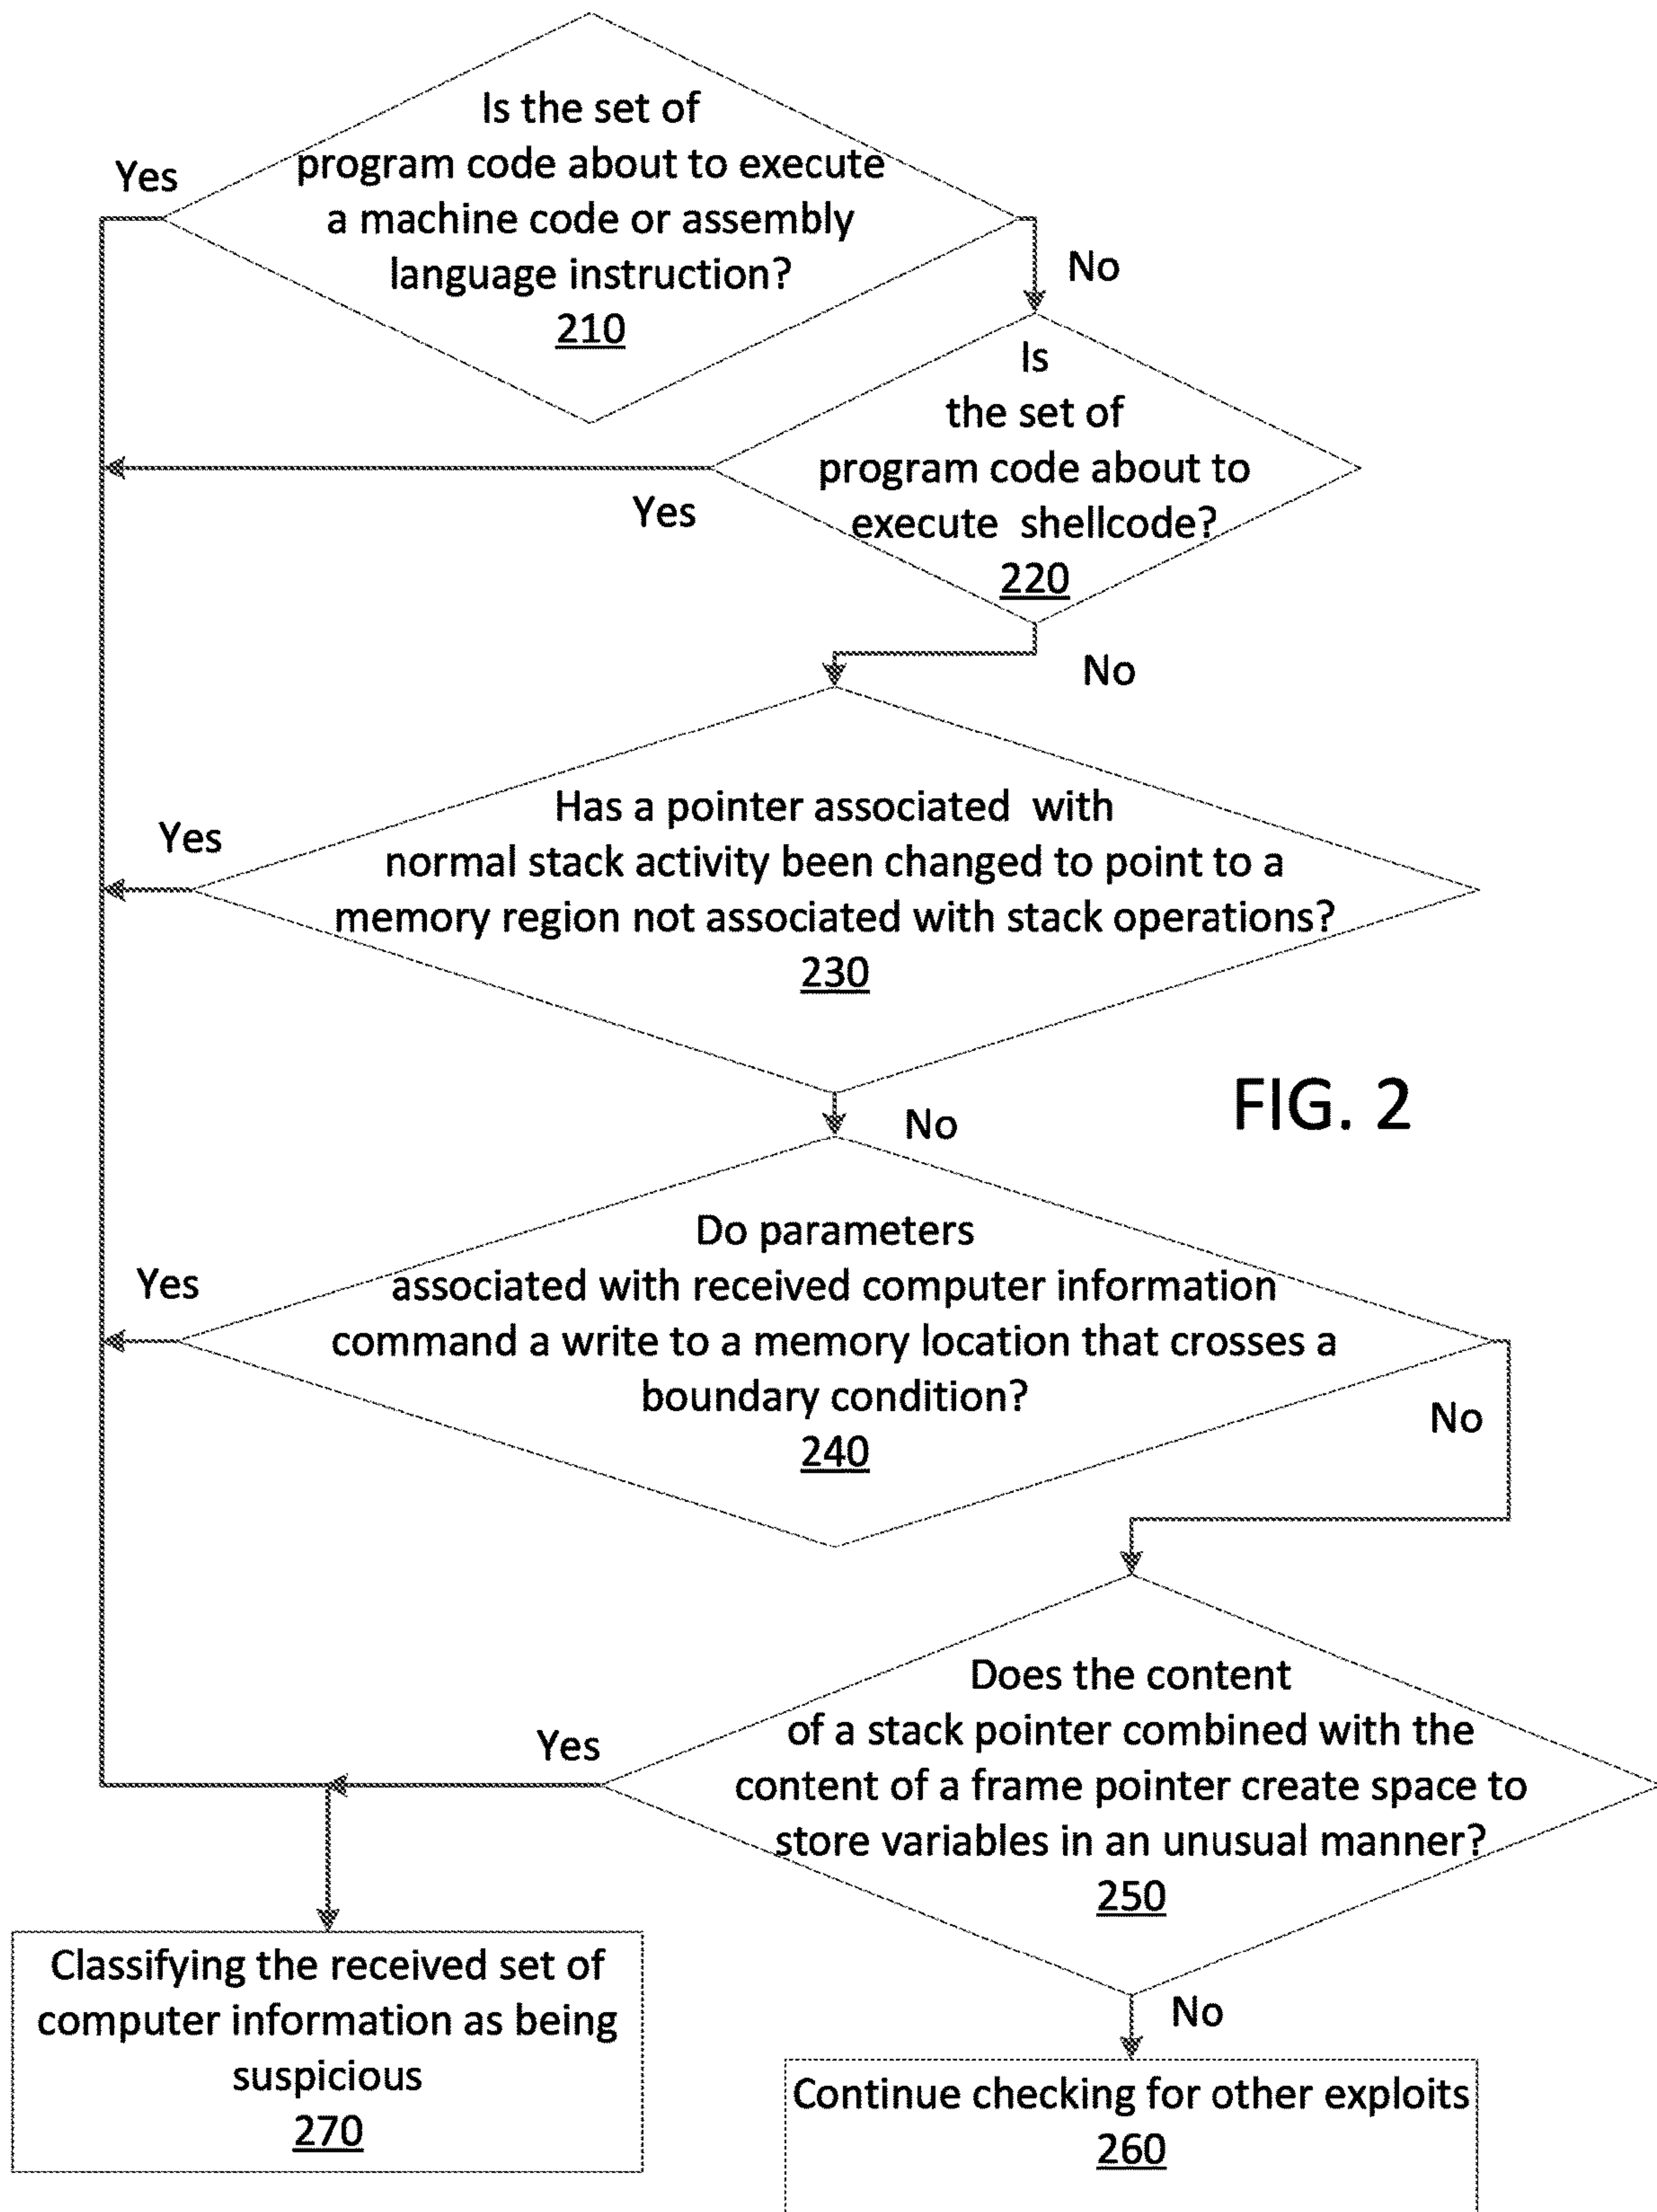 Is the set of
program code about to execute
a machine code or assembly
language instruction?
210
Yes
No
Is
the set of
program code about to
execute shellcode?
220
Yes
No
Has a pointer associated with
normal stack activity been changed to point to a
memory region not associated with stack operations?
230
Yes
No
FIG. 2
Do parameters
associated with received computer information
command a write to a memory location that crosses a
boundary condition?
240
Yes
No
Does the content
of a stack pointer combined with the
content of a frame pointer create space to
store variables in an unusual manner?
250
Yes
No
Classifying the received set of
computer information as being
suspicious
270
Continue checking for other exploits
260